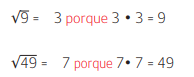 √9 = 3 porque 3 • 3 = 9
√49 = 7 porque 7 • 7 = 49